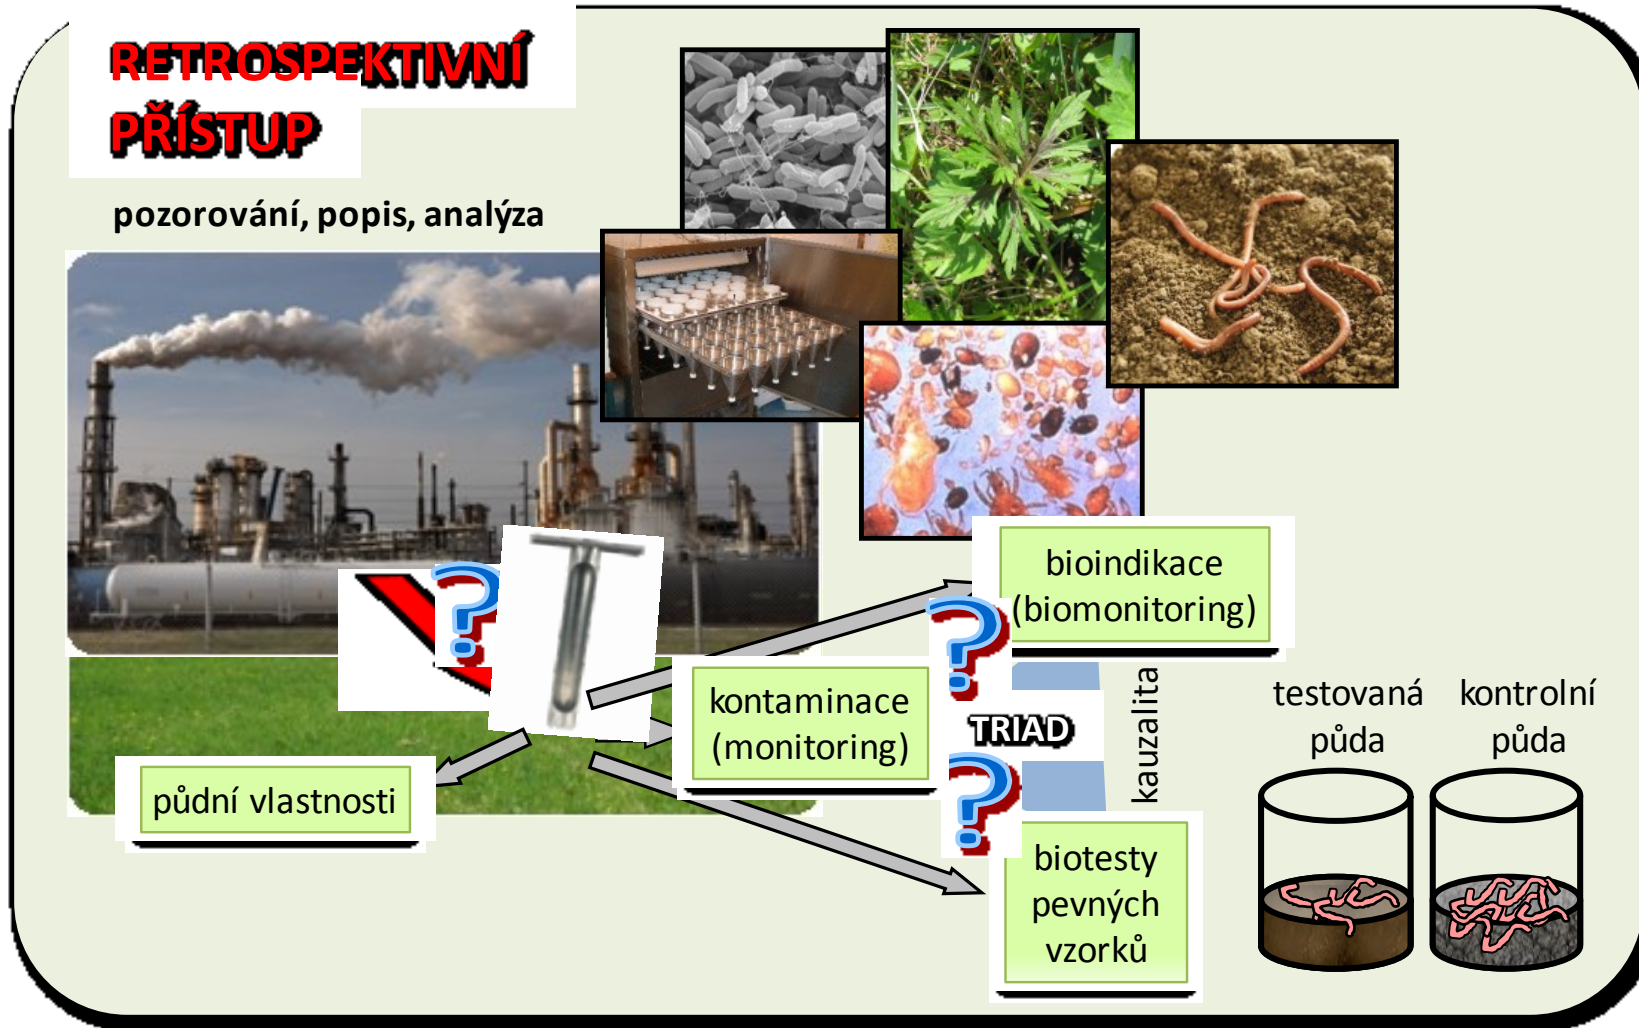 RETROSPEKTIVNÍ
PŘÍSTUP
pozorování, popis, analýza
bioindikace
(biomonitoring)
kontaminace
(monitoring)
TRIAD
kauzalita
testovaná
půda
kontrolní
půda
půdní vlastnosti
biotesty
pevných
vzorků